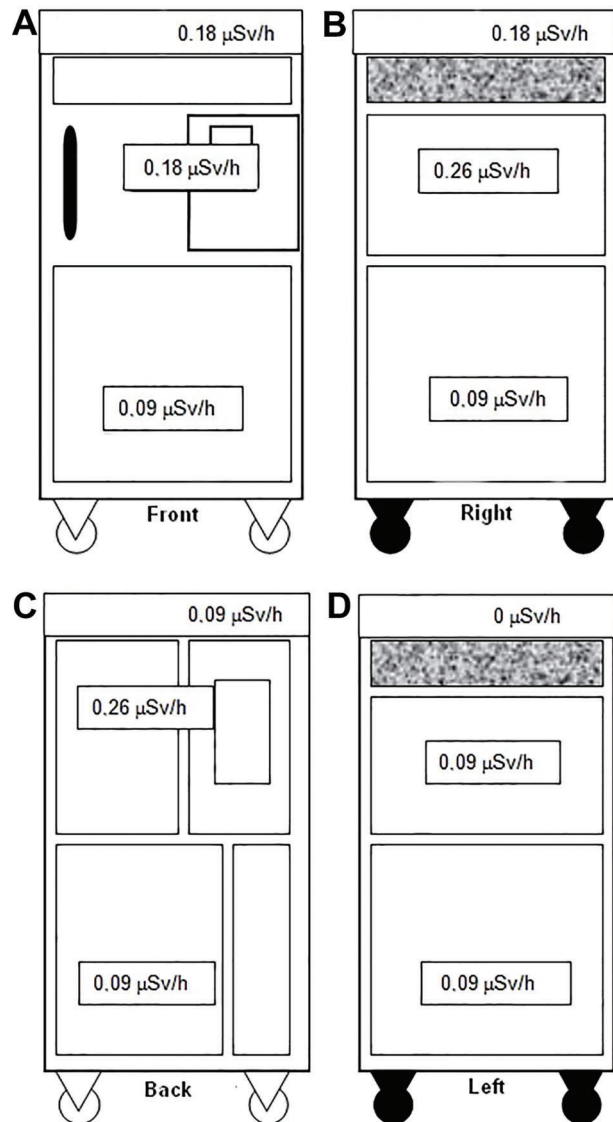 A
0.18 μSv/h
0.18 μSv/h
0.09 μSv/h
Front
B
0.18 μSv/h
0.26 μSv/h
0.09 μSv/h
Right
C
0.09 μSv/h
0.26 μSv/h
0.09 μSv/h
Back
D
0 μSv/h
0.09 μSv/h
0.09 μSv/h
Left